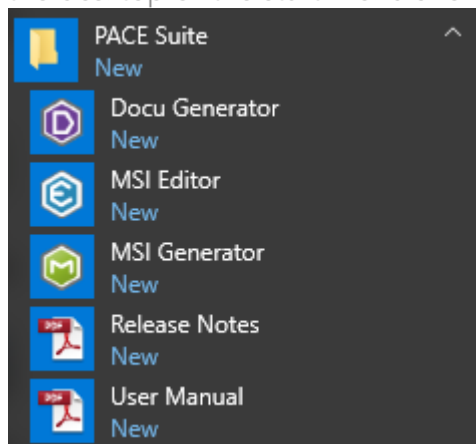 PACE Suite
New
Docu Generator
New
MSI Editor
New
MSI Generator
New
Release Notes
New
User Manual
New